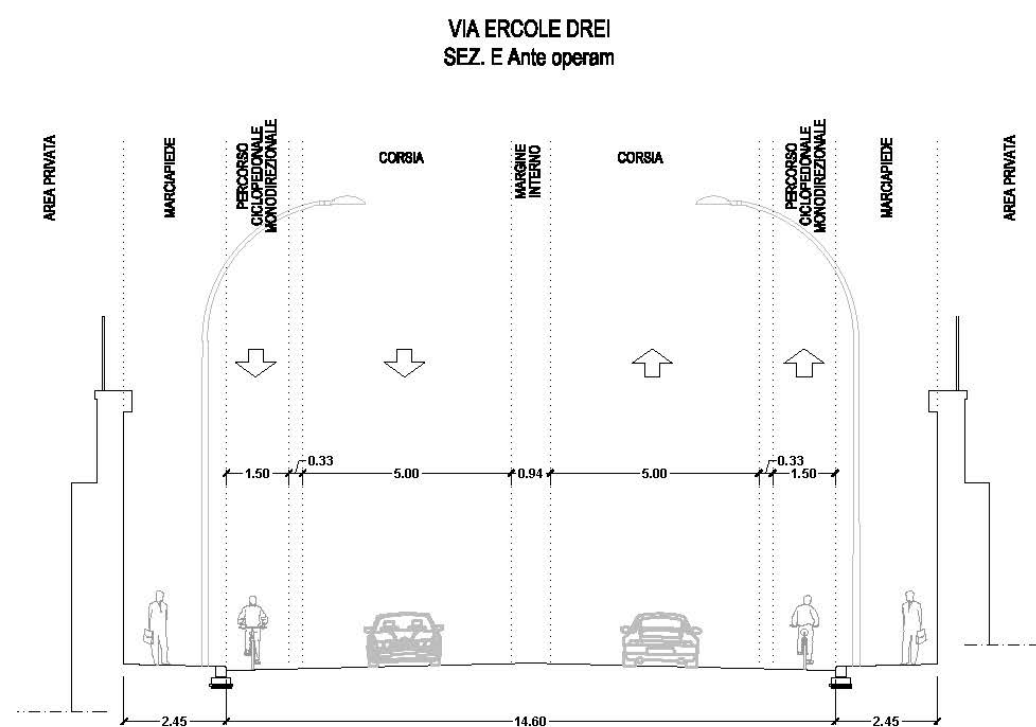 VIA ERCOLE DREI
SEZ. E Ante operam
AREA PRIVATA
MARCIAPIEDE
PERCORSO
CICLOPEDONALE
MONODIREZIONALE
CORSIA
MARGINE
INTERNO
CORSIA
PERCORSO
CICLOPEDONALE
MONODIREZIONALE
MARCIAPIEDE
AREA PRIVATA
1.50
0.33
5.00
0.94
5.00
0.33
1.50
2.45
14.60
2.45